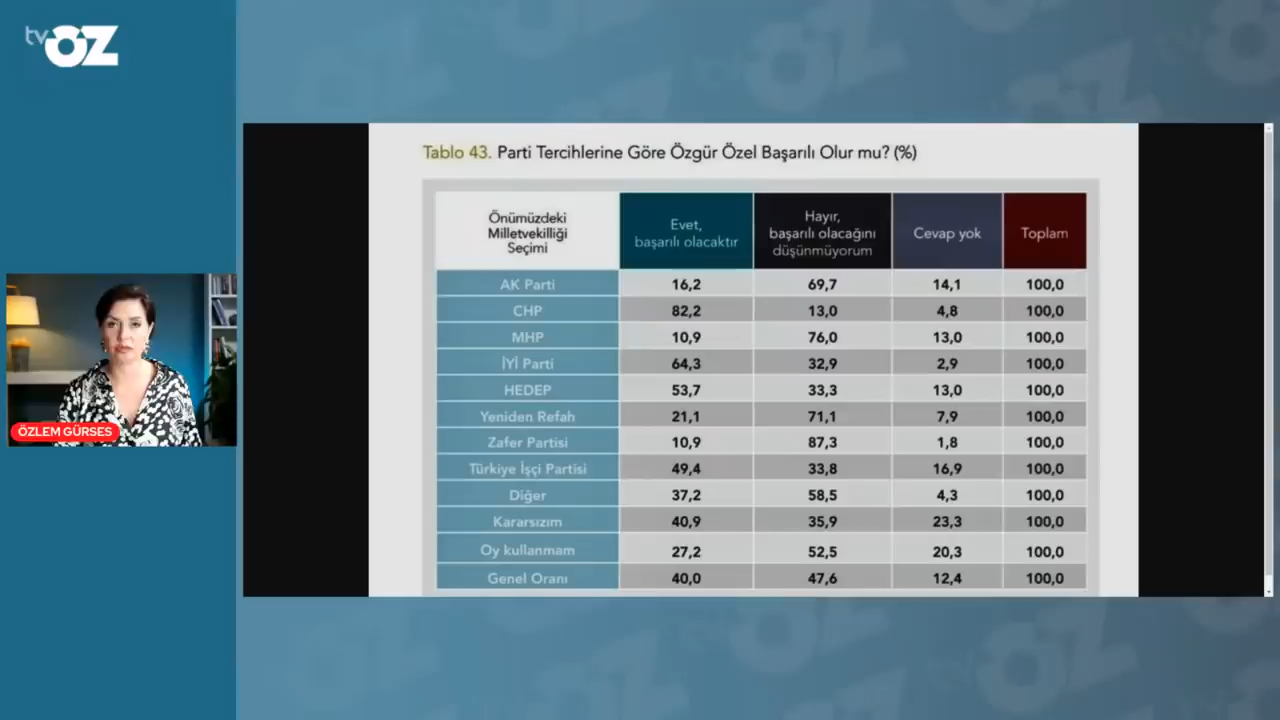 tv ÖZ
Tablo 43. Parti Tercihlerine Göre Özgür Özel Başarılı Olur mu? (%)
Önümüzdeki
Milletvekilliği
Seçimi
Evet,
başarılı olacaktır
Hayır,
başarılı olacağını
düşünmüyorum
Cevap yok
Toplam
AK Parti 16,2 69,7 14,1 100,0
CHP 82,2 13,0 4,8 100,0
MHP 10,9 76,0 13,0 100,0
İYİ Parti 64,3 32,9 2,9 100,0
HEDEP 53,7 33,3 13,0 100,0
Yeniden Refah 21,1 71,1 7,9 100,0
Zafer Partisi 10,9 87,3 1,8 100,0
Türkiye İşçi Partisi 49,4 33,8 16,9 100,0
Diğer 37,2 58,5 4,3 100,0
Kararsızım 40,9 35,9 23,3 100,0
Oy kullanmam 27,2 52,5 20,3 100,0
Genel Oranı 40,0 47,6 12,4 100,0
ÖZLEM GÜRSES